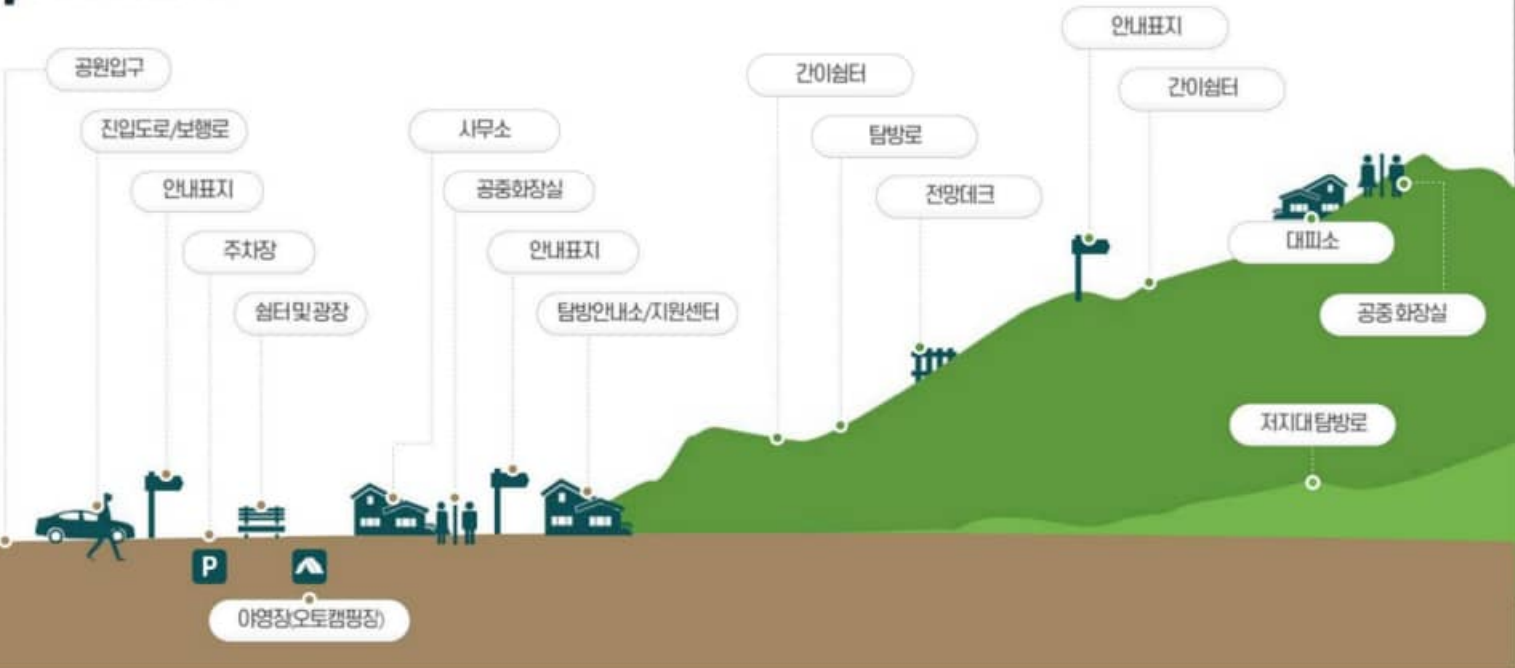 공원입구
진입도로/보행로
안내표지
주차장
쉼터 및 광장
사무소
공중화장실
안내표지
탐방안내소/지원센터
간이쉼터
탐방로
전망데크
안내표지
간이쉼터
대피소
공중 화장실
저지대 탐방로
P
야영장(오토캠핑장)